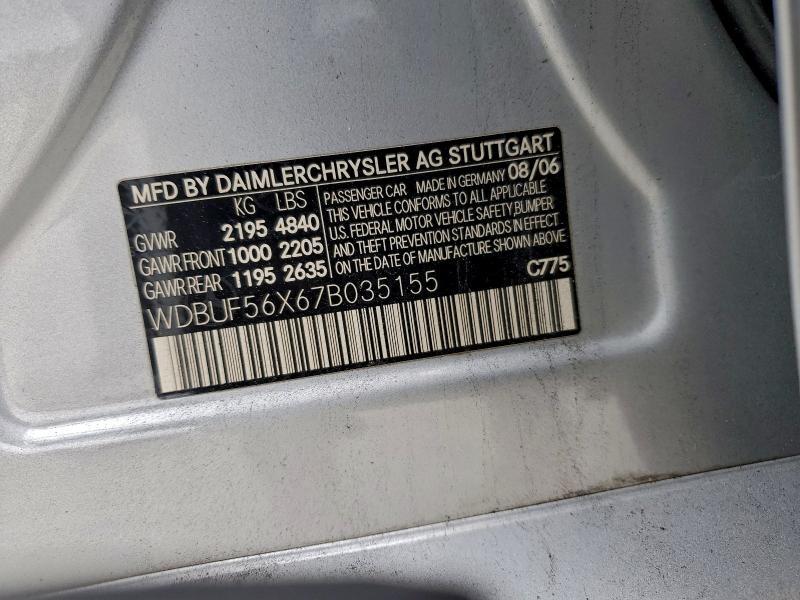 MFD BY DAIMLERCHRYSLER AG STUTTGART
KG LBS
GVWR 2195 4840
GAWR FRONT 1000 2205
GAWR REAR 1195 2635
PASSENGER CAR MADE IN GERMANY 08/06
THIS VEHICLE CONFORMS TO ALL APPLICABLE
U.S. FEDERAL MOTOR VEHICLE SAFETY, BUMPER
AND THEFT PREVENTION STANDARDS IN EFFECT
ON THE DATE OF MANUFACTURE SHOWN ABOVE
C775
WDBUF56X67B035155